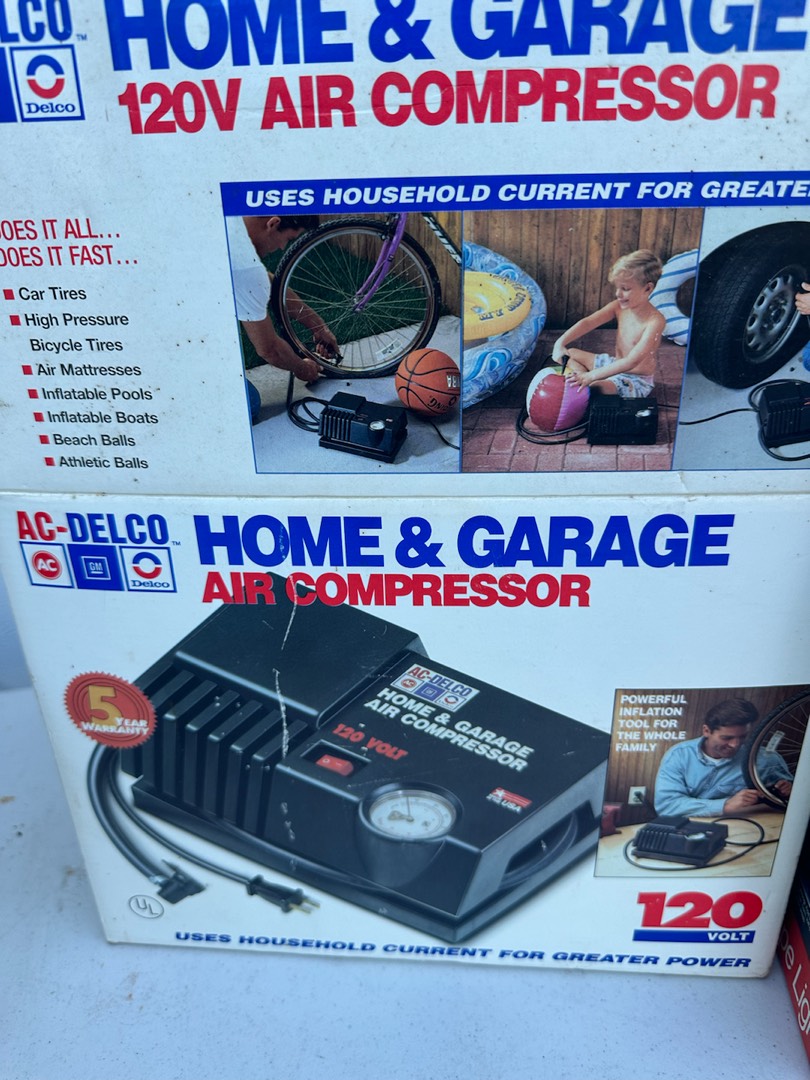 LCO™
Delco
HOME & GARAGE
120V AIR COMPRESSOR
USES HOUSEHOLD CURRENT FOR
OES IT ALL...
OES IT FAST...
Car Tires
High Pressure
Bicycle Tires
Air Mattresses
Inflatable Pools
Inflatable Boats
Beach Balls
Athletic Balls
AC-DELCO™
AC GM Delco
HOME & GARAGE
AIR COMPRESSOR
5 YEAR
WARRANTY
AC-DELCO
HOME & GARAGE
AIR COMPRESSOR
120 VOLT
USA
POWERFUL
INFLATION
TOOL FOR
THE WHOLE
FAMILY
UL
120
VOLT
USES HOUSEHOLD CURRENT FOR GREATER POWER